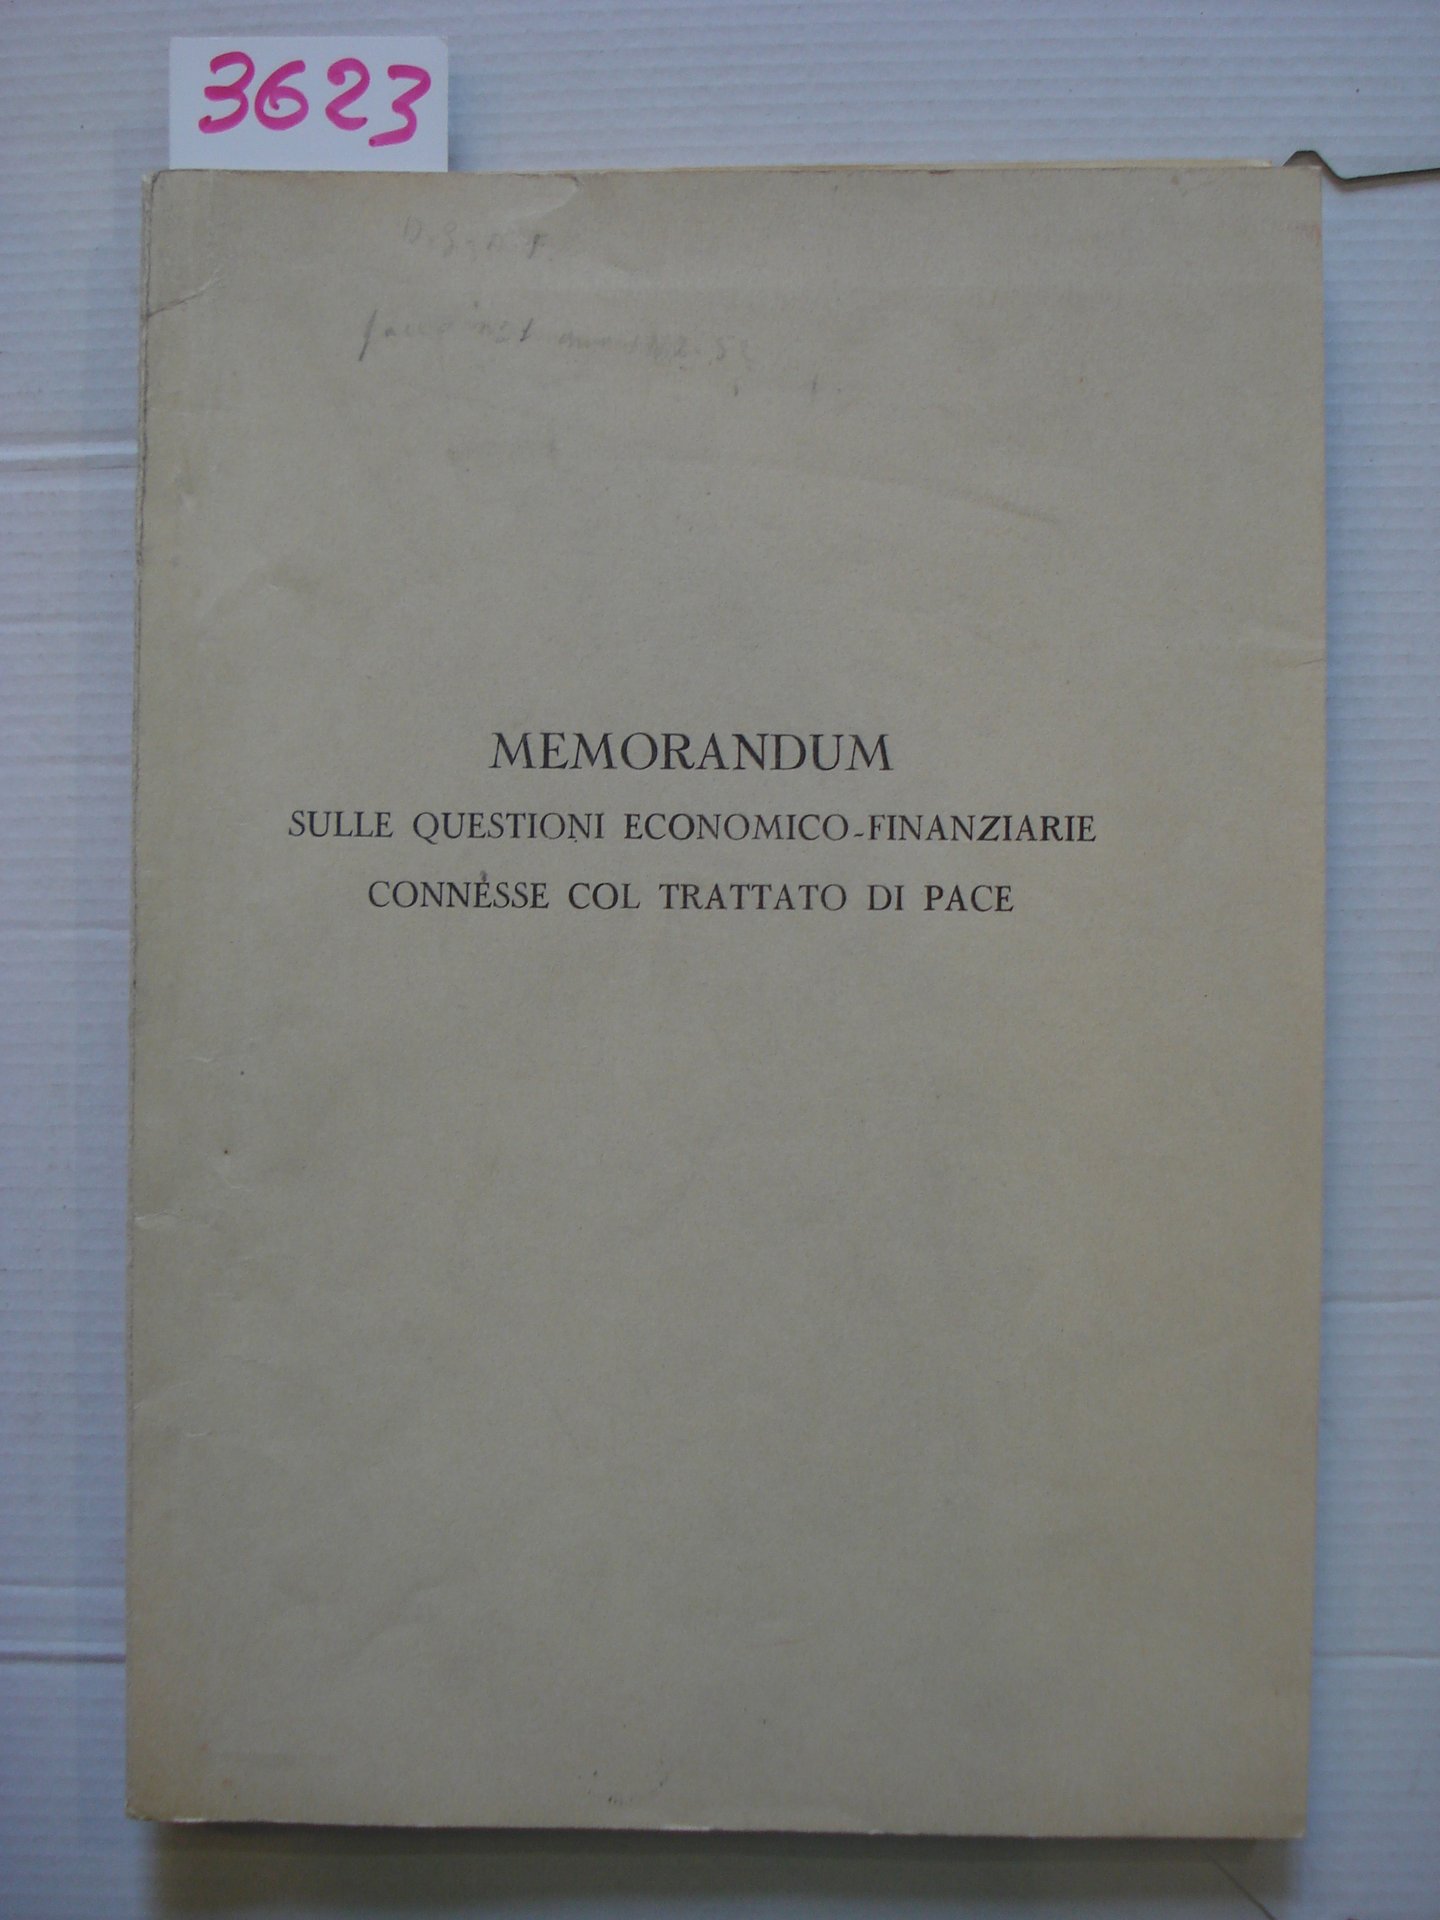 3623
MEMORANDUM
SULLE QUESTIONI ECONOMICO-FINANZIARIE
CONNESSE COL TRATTATO DI PACE